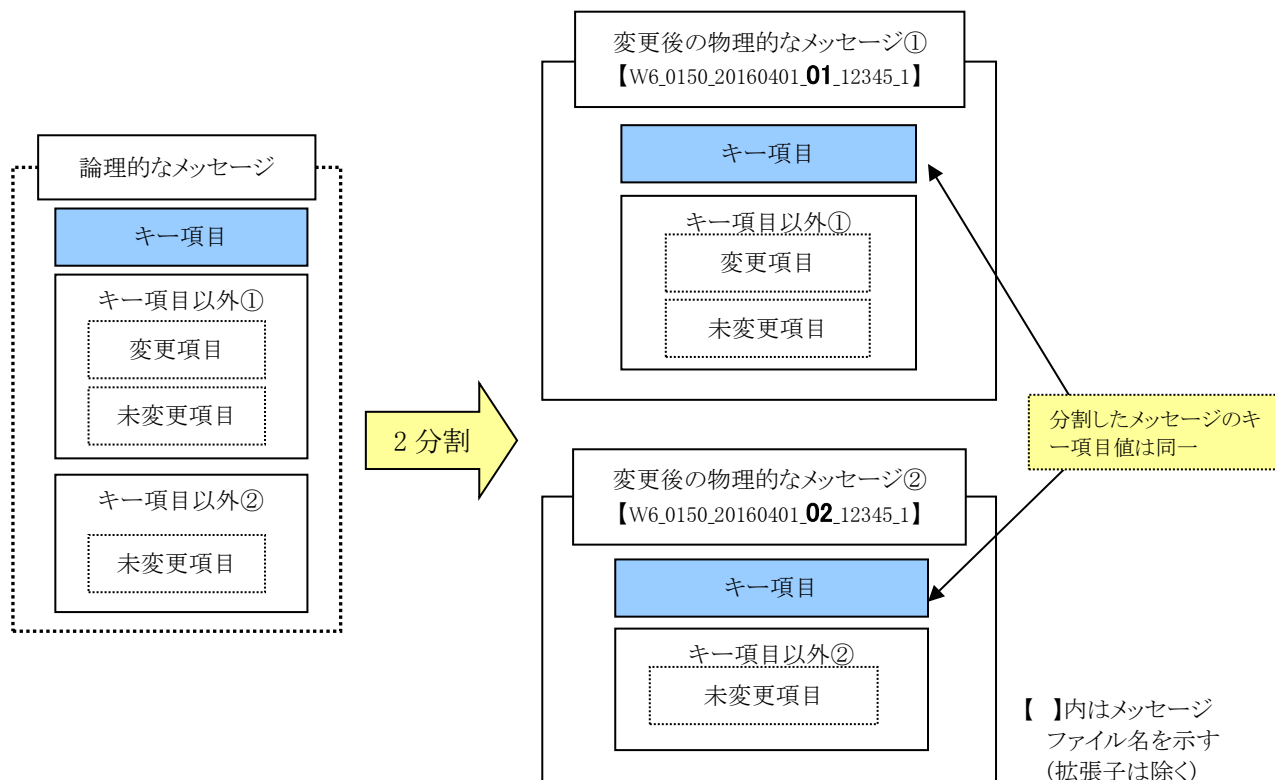 論理的なメッセージ
キー項目
キー項目以外①
変更項目
未変更項目
キー項目以外②
未変更項目
2 分割
変更後の物理的なメッセージ①
【W6_0150_20160401_01_12345_1】
キー項目
キー項目以外①
変更項目
未変更項目
変更後の物理的なメッセージ②
【W6_0150_20160401_02_12345_1】
キー項目
キー項目以外②
未変更項目
分割したメッセージのキ
ー項目値は同一
【　】内はメッセージ
ファイル名を示す
(拡張子は除く)